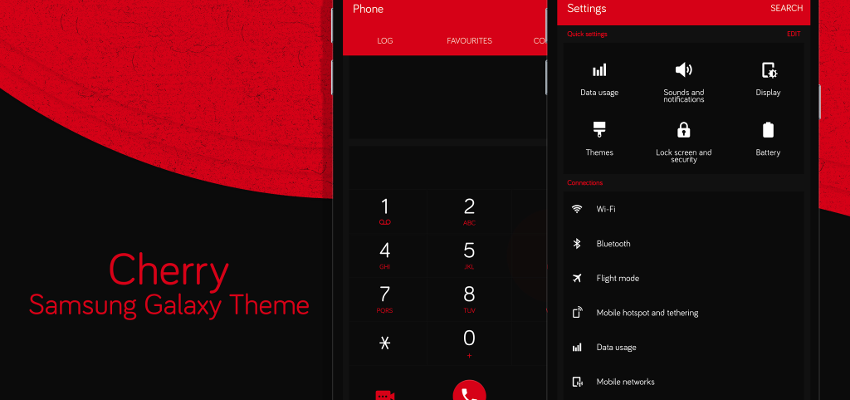 Cherry
Samsung Galaxy Theme
Phone
LOG FAVOURITES CO
1 2
ABC
4 5
GHI JKL
7 8
PQRS TUV
* 0
+
Settings SEARCH
Quick settings EDIT
Data usage
Sounds and
notifications
Display
Themes
Lock screen and
security
Battery
Connections
Wi-Fi
Bluetooth
Flight mode
Mobile hotspot and tethering
Data usage
Mobile networks